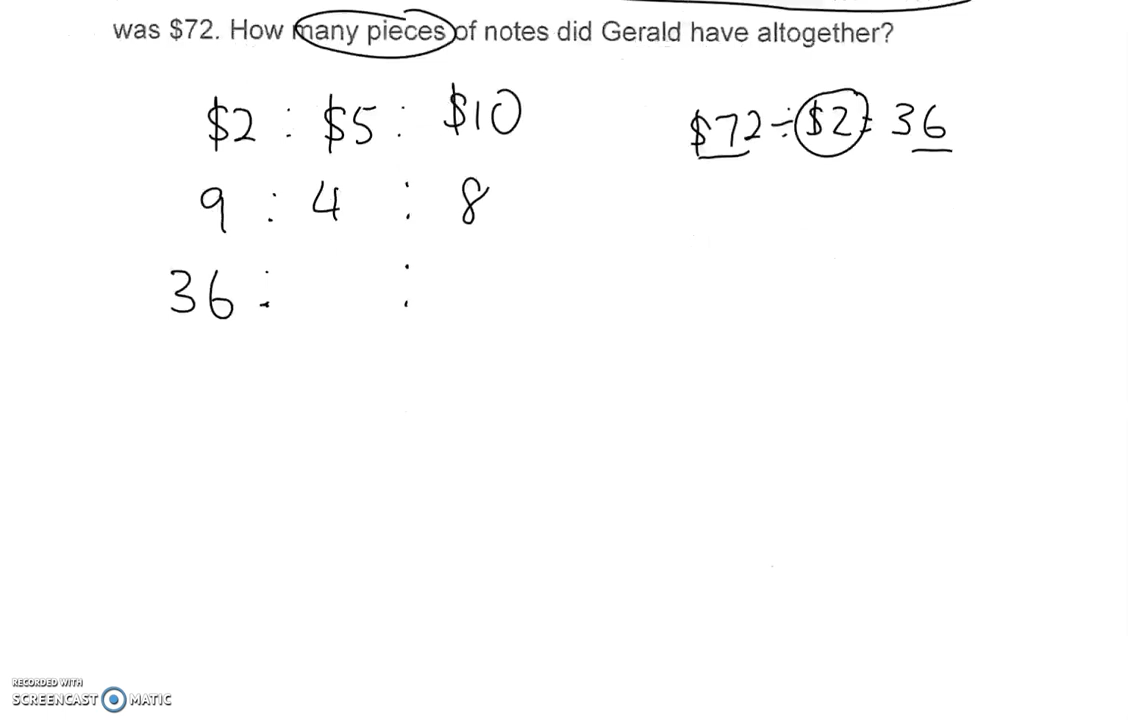 was $72. How many pieces of notes did Gerald have altogether?
$2 : $5 : $10
$72 ÷ $2 = 36
9 : 4 : 8
36 : :
RECORDED WITH
SCREENCAST MATIC